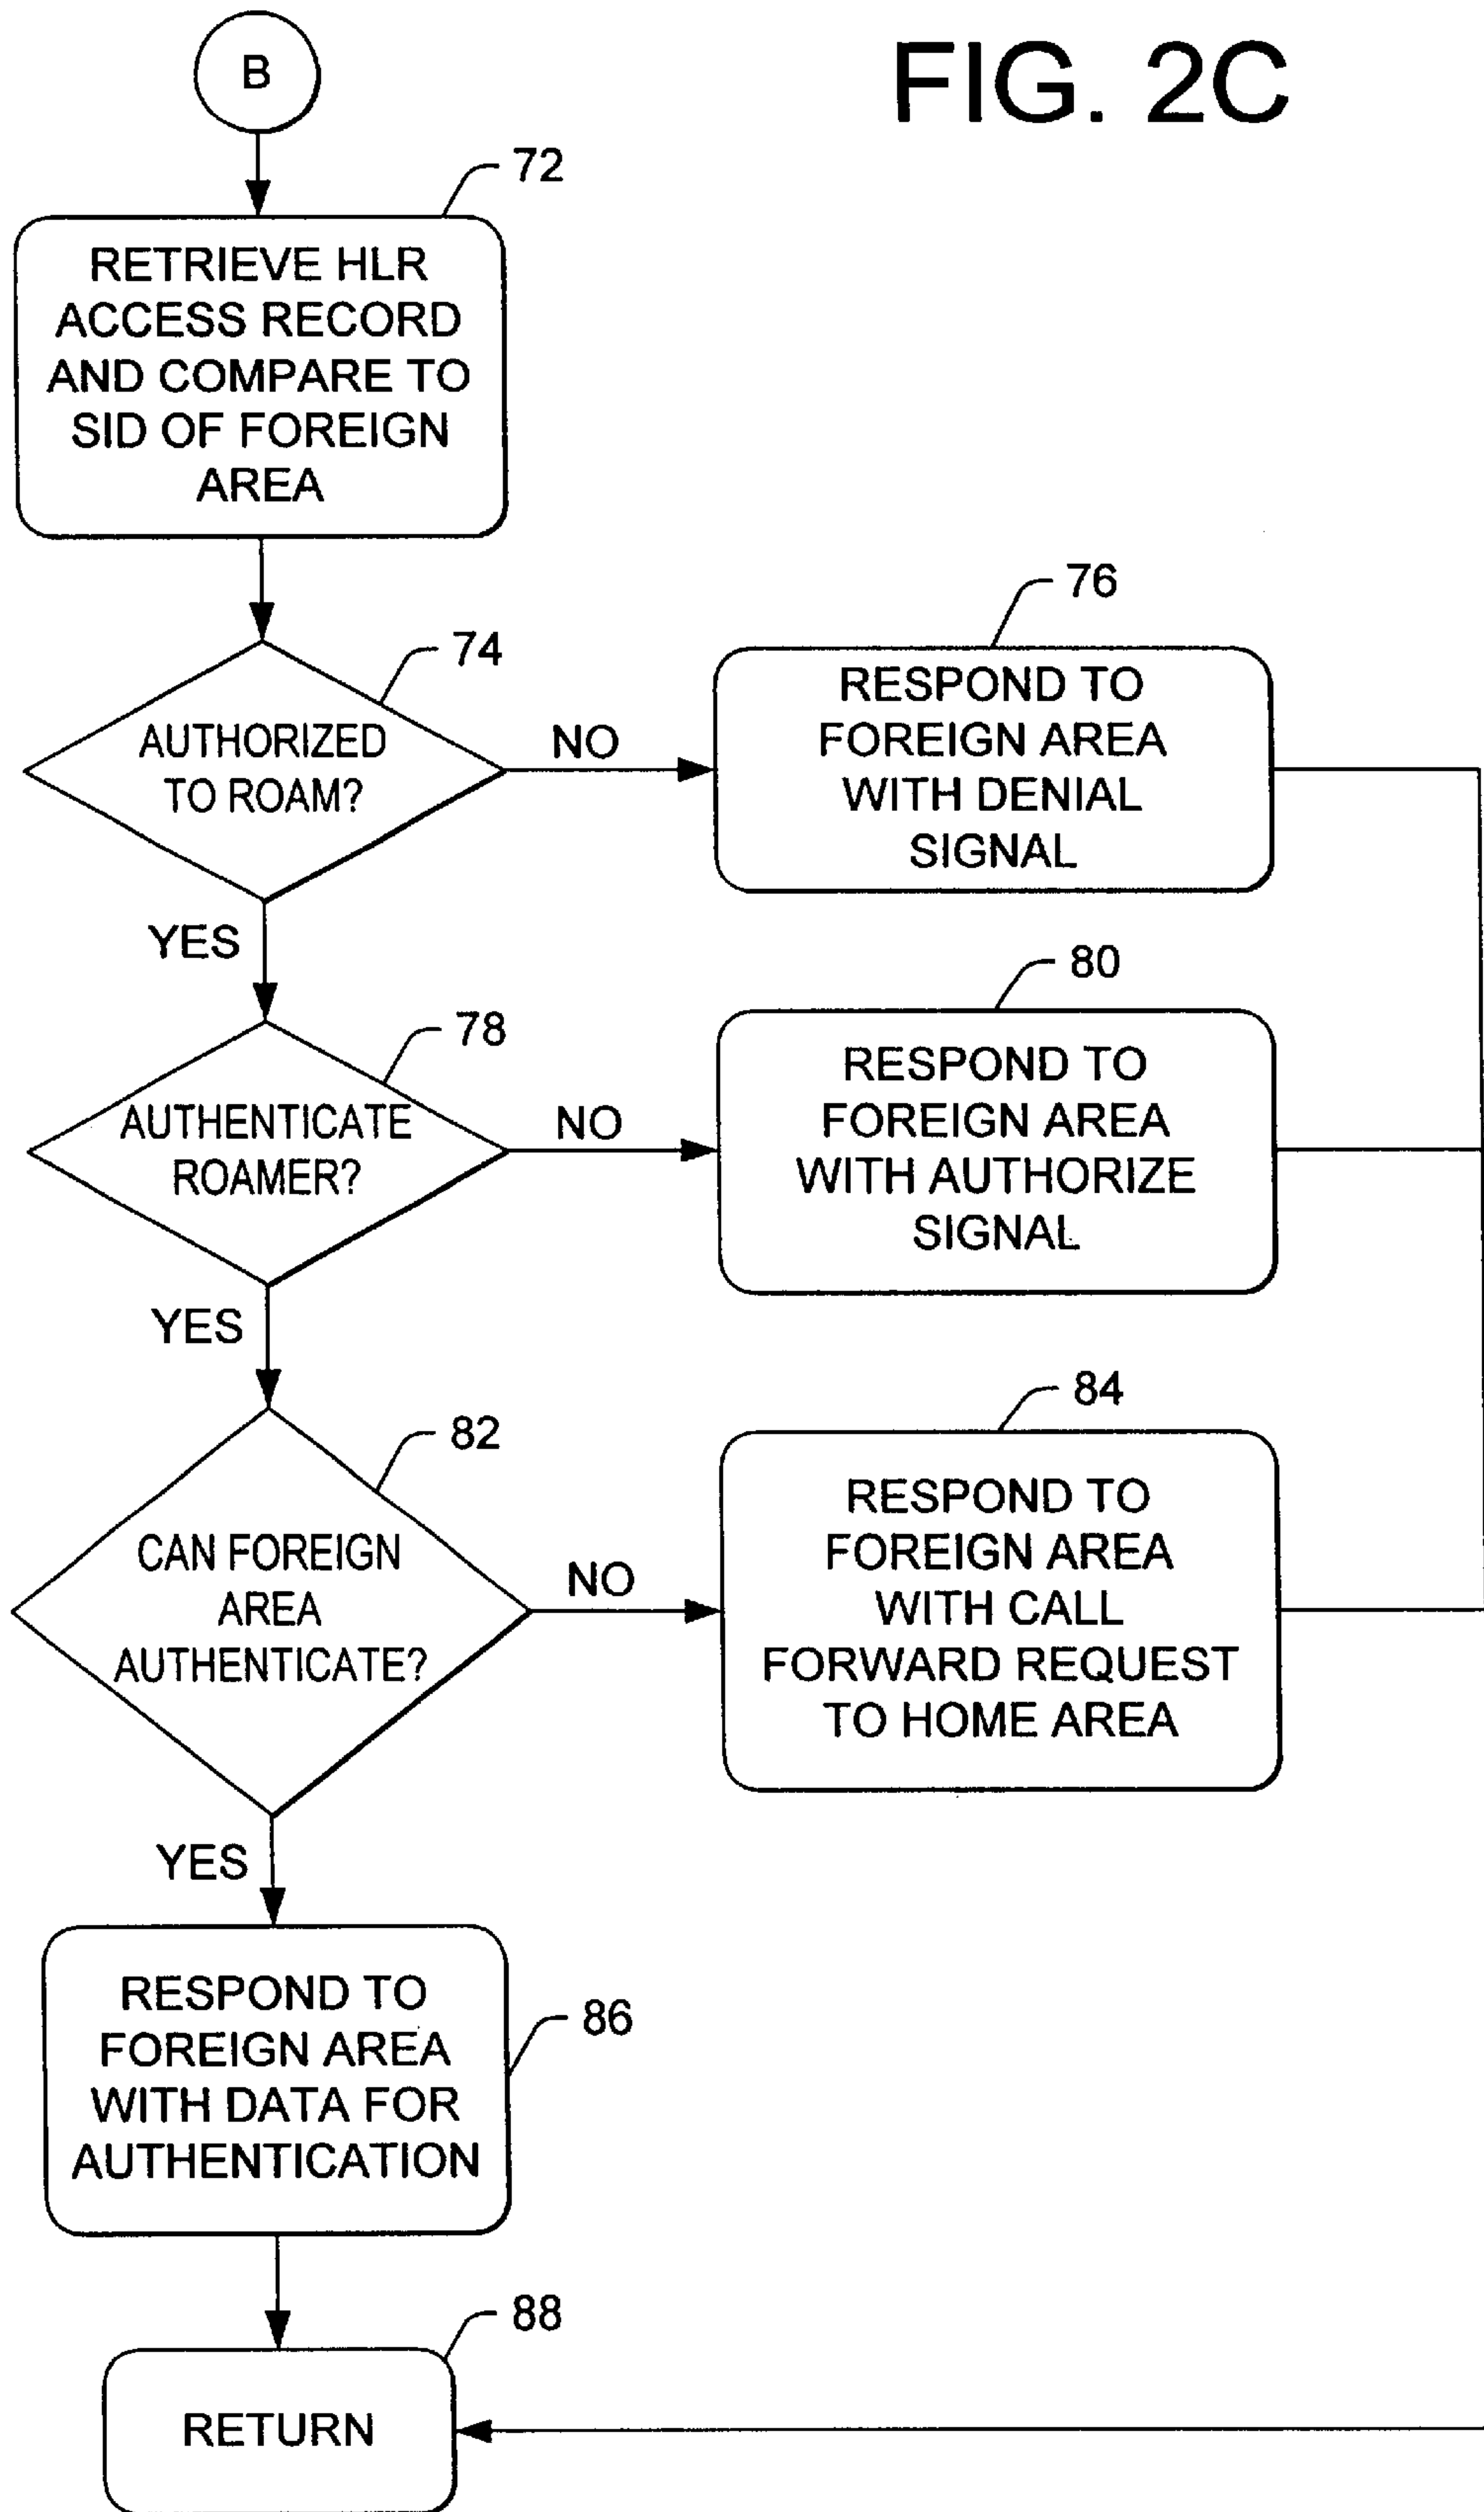 FIG. 2C
B
72
RETRIEVE HLR
ACCESS RECORD
AND COMPARE TO
SID OF FOREIGN
AREA
74
AUTHORIZED
TO ROAM?
NO
76
RESPOND TO
FOREIGN AREA
WITH DENIAL
SIGNAL
YES
78
AUTHENTICATE
ROAMER?
NO
80
RESPOND TO
FOREIGN AREA
WITH AUTHORIZE
SIGNAL
YES
82
CAN FOREIGN
AREA
AUTHENTICATE?
NO
84
RESPOND TO
FOREIGN AREA
WITH CALL
FORWARD REQUEST
TO HOME AREA
YES
86
RESPOND TO
FOREIGN AREA
WITH DATA FOR
AUTHENTICATION
88
RETURN